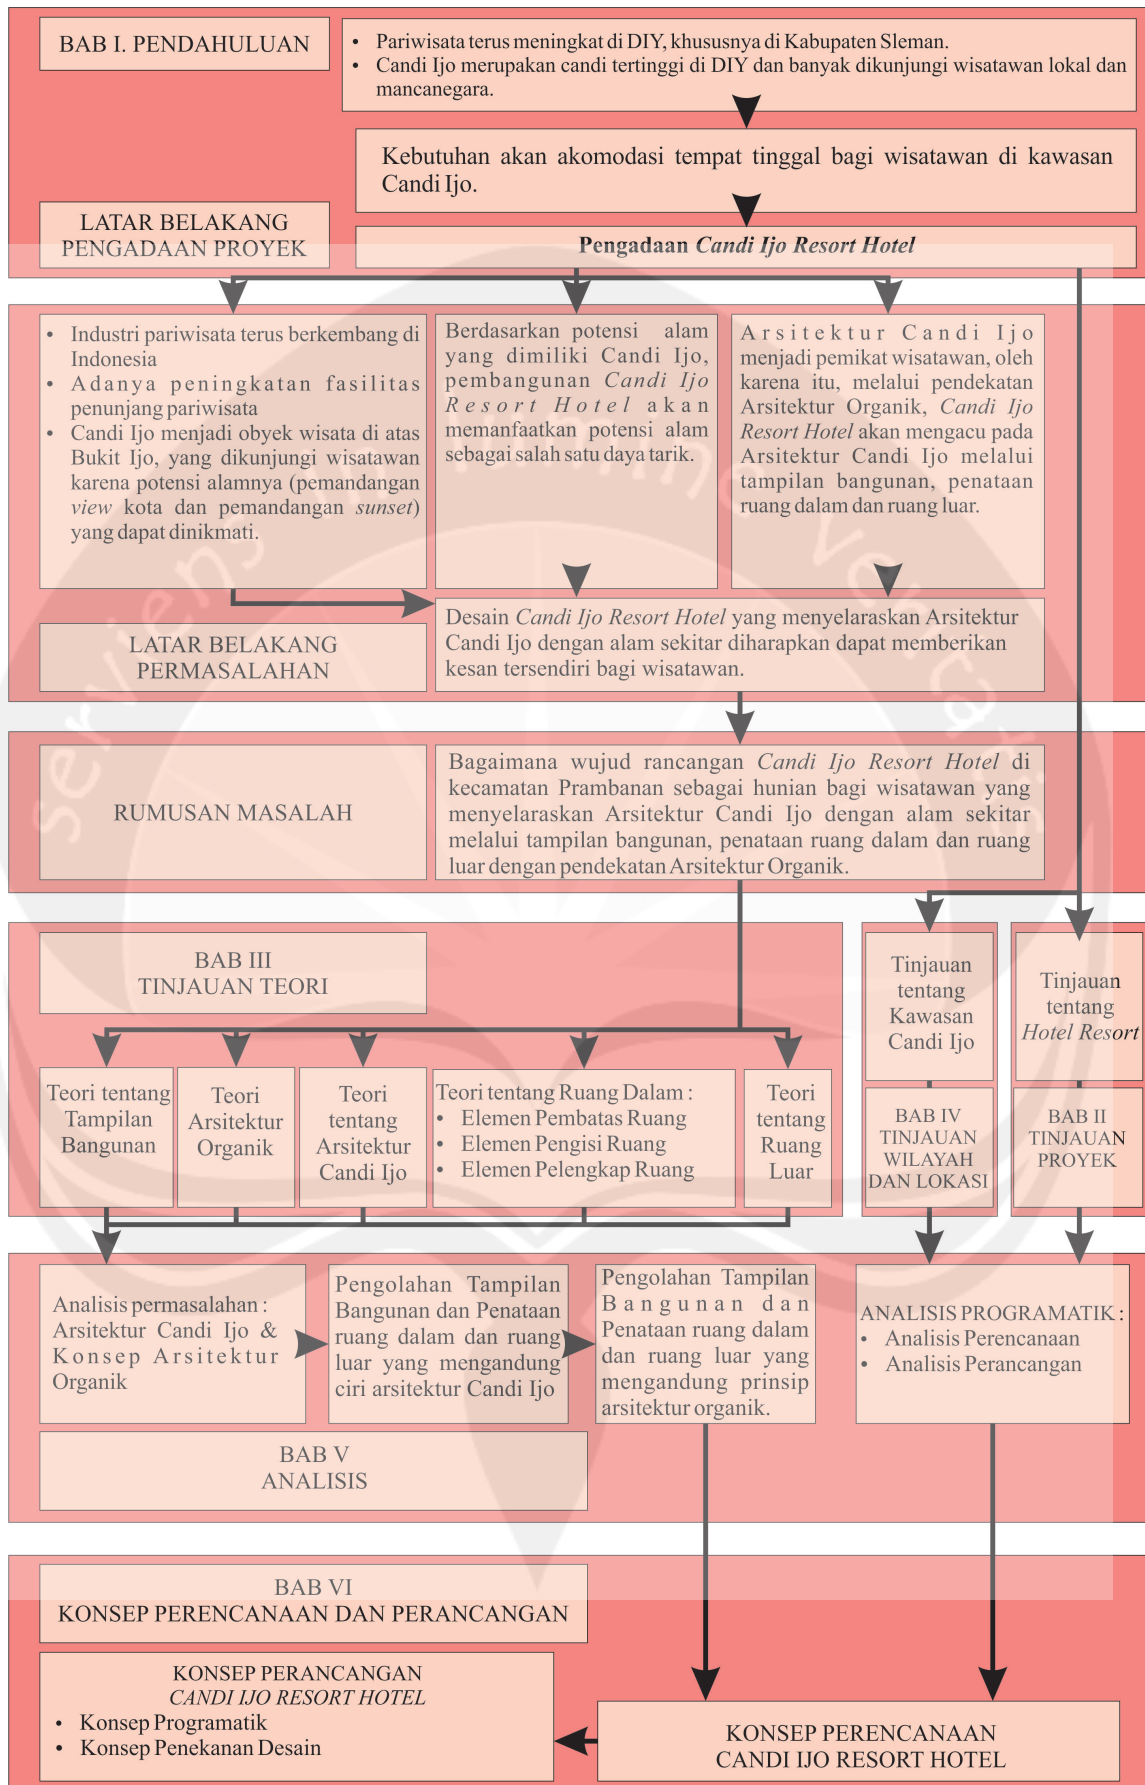 BAB I. PENDAHULUAN
• Pariwisata terus meningkat di DIY, khususnya di Kabupaten Sleman.
• Candi Ijo merupakan candi tertinggi di DIY dan banyak dikunjungi wisatawan lokal dan
mancanegara.
Kebutuhan akan akomodasi tempat tinggal bagi wisatawan di kawasan
Candi Ijo.
LATAR BELAKANG
PENGADAAN PROYEK
Pengadaan Candi Ijo Resort Hotel
• Industri pariwisata terus berkembang di
Indonesia
• Adanya peningkatan fasilitas
penunjang pariwisata
• Candi Ijo menjadi obyek wisata di atas
Bukit Ijo, yang dikunjungi wisatawan
karena potensi alamnya (pemandangan
view kota dan pemandangan sunset)
yang dapat dinikmati.
Berdasarkan potensi alam
yang dimiliki Candi Ijo,
pembangunan Candi Ijo
Resort Hotel akan
memanfaatkan potensi alam
sebagai salah satu daya tarik.
Arsitektur Candi Ijo
menjadi pemikat wisatawan, oleh
karena itu, melalui pendekatan
Arsitektur Organik, Candi Ijo
Resort Hotel akan mengacu pada
Arsitektur Candi Ijo melalui
tampilan bangunan, penataan
ruang dalam dan ruang luar.
LATAR BELAKANG
PERMASALAHAN
Desain Candi Ijo Resort Hotel yang menyelaraskan Arsitektur
Candi Ijo dengan alam sekitar diharapkan dapat memberikan
kesan tersendiri bagi wisatawan.
RUMUSAN MASALAH
Bagaimana wujud rancangan Candi Ijo Resort Hotel di
kecamatan Prambanan sebagai hunian bagi wisatawan yang
menyelaraskan Arsitektur Candi Ijo dengan alam sekitar
melalui tampilan bangunan, penataan ruang dalam dan ruang
luar dengan pendekatan Arsitektur Organik.
serviens in lumine veritatis
BAB III
TINJAUAN TEORI
Teori tentang
Tampilan
Bangunan
Teori
Arsitektur
Organik
Teori
tentang
Arsitektur
Candi Ijo
Teori tentang Ruang Dalam :
• Elemen Pembatas Ruang
• Elemen Pengisi Ruang
• Elemen Pelengkap Ruang
Teori
tentang
Ruang
Luar
Tinjauan
tentang
Kawasan
Candi Ijo
BAB IV
TINJAUAN
WILAYAH
DAN LOKASI
Tinjauan
tentang
Hotel Resort
BAB II
TINJAUAN
PROYEK
Analisis permasalahan :
Arsitektur Candi Ijo &
Konsep Arsitektur
Organik
Pengolahan Tampilan
Bangunan dan Penataan
ruang dalam dan ruang
luar yang mengandung
ciri arsitektur Candi Ijo
Pengolahan Tampilan
Bangunan dan
Penataan ruang dalam
dan ruang luar yang
mengandung prinsip
arsitektur organik.
ANALISIS PROGRAMATIK :
• Analisis Perencanaan
• Analisis Perancangan
BAB V
ANALISIS
BAB VI
KONSEP PERENCANAAN DAN PERANCANGAN
KONSEP PERANCANGAN
CANDI IJO RESORT HOTEL
• Konsep Programatik
• Konsep Penekanan Desain
KONSEP PERENCANAAN
CANDI IJO RESORT HOTEL